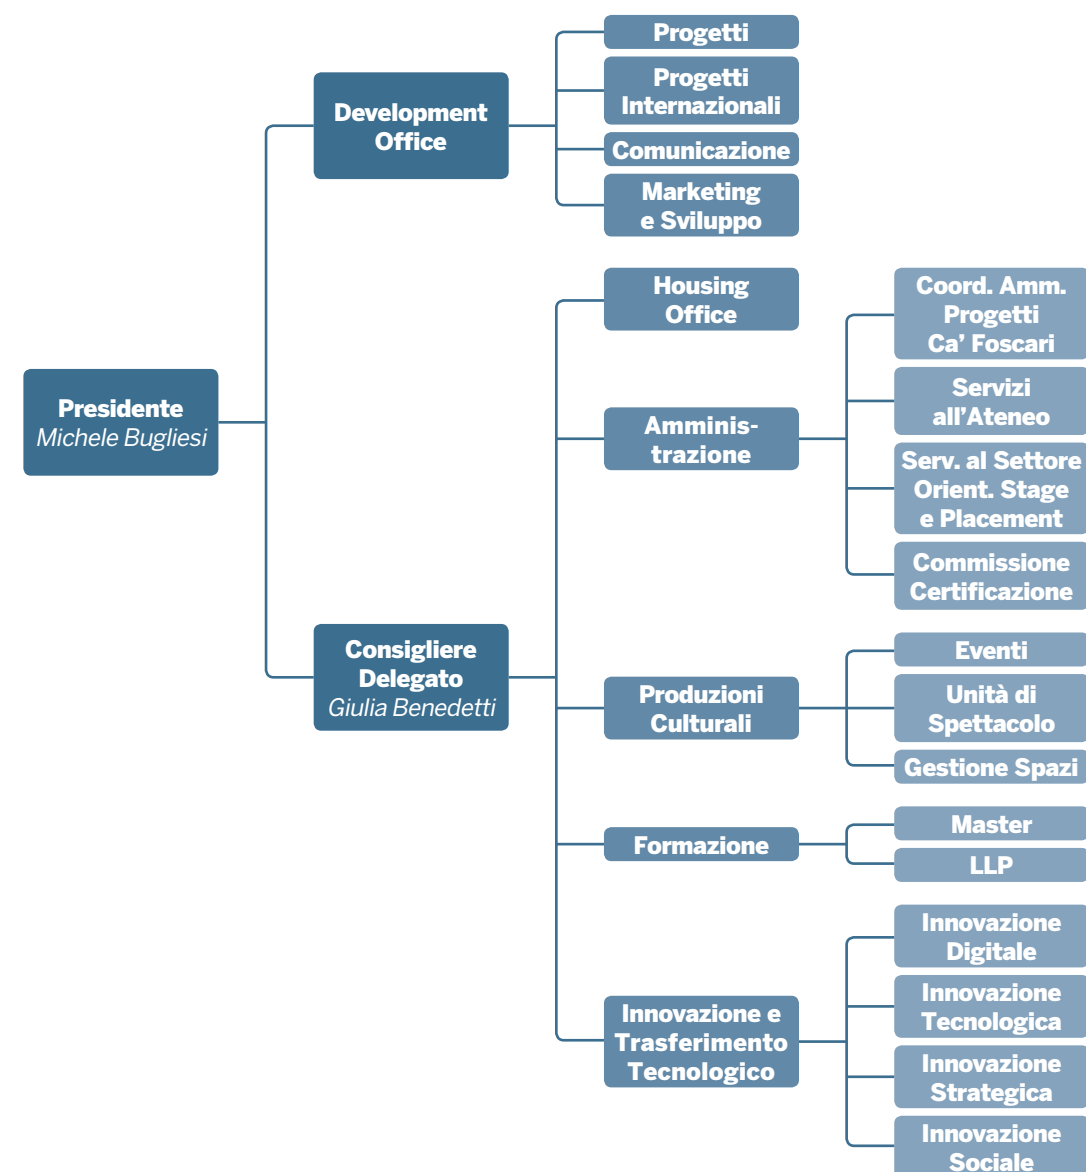 Presidente
Michele Bugliesi
Development
Office
Progetti
Progetti
Internazionali
Comunicazione
Marketing
e Sviluppo
Consigliere
Delegato
Giulia Benedetti
Housing
Office
Amminis-
trazione
Coord. Amm.
Progetti
Ca’ Foscari
Servizi
all’Ateneo
Serv. al Settore
Orient. Stage
e Placement
Commissione
Certificazione
Produzioni
Culturali
Eventi
Unità di
Spettacolo
Gestione Spazi
Formazione
Master
LLP
Innovazione e
Trasferimento
Tecnologico
Innovazione
Digitale
Innovazione
Tecnologica
Innovazione
Strategica
Innovazione
Sociale